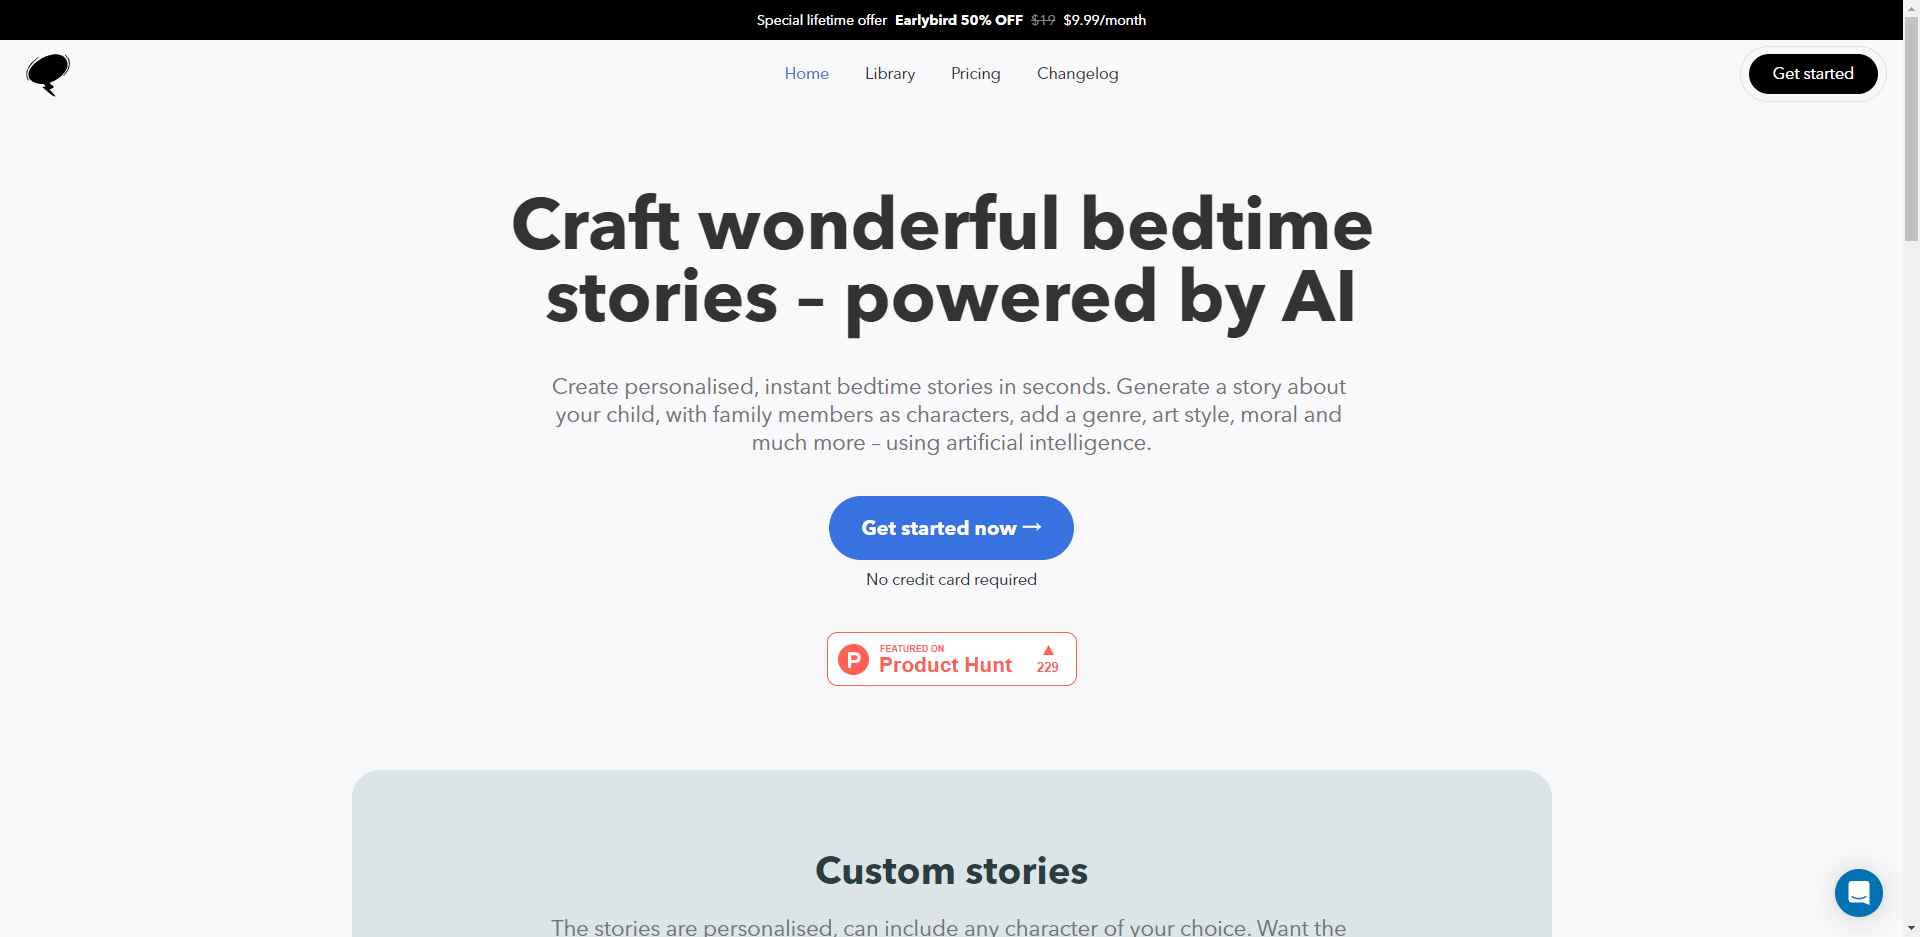 Special lifetime offer Earlybird 50% OFF $19 $9.99/month
Home Library Pricing Changelog
Get started
Craft wonderful bedtime
stories – powered by AI
Create personalised, instant bedtime stories in seconds. Generate a story about
your child, with family members as characters, add a genre, art style, moral and
much more – using artificial intelligence.
Get started now →
No credit card required
FEATURED ON
Product Hunt
▲
229
Custom stories
The stories are personalised, can include any character of your choice. Want the